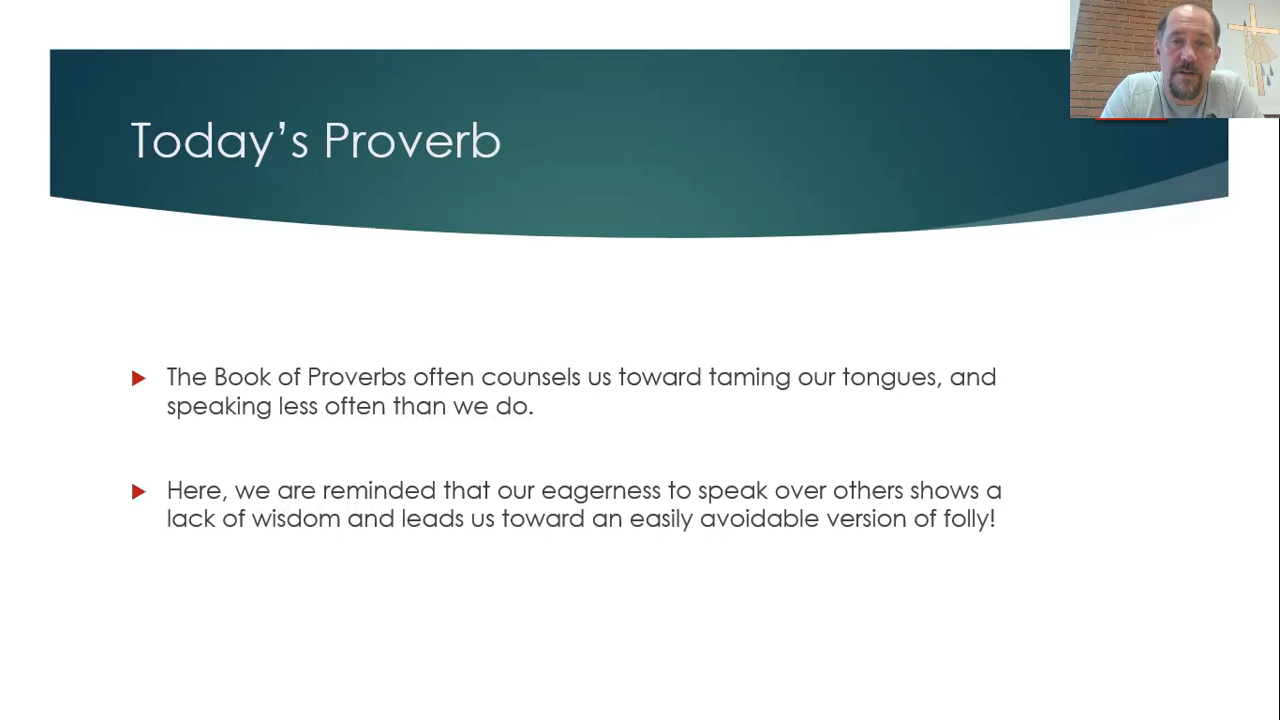 Today’s Proverb
The Book of Proverbs often counsels us toward taming our tongues, and
speaking less often than we do.
Here, we are reminded that our eagerness to speak over others shows a
lack of wisdom and leads us toward an easily avoidable version of folly!